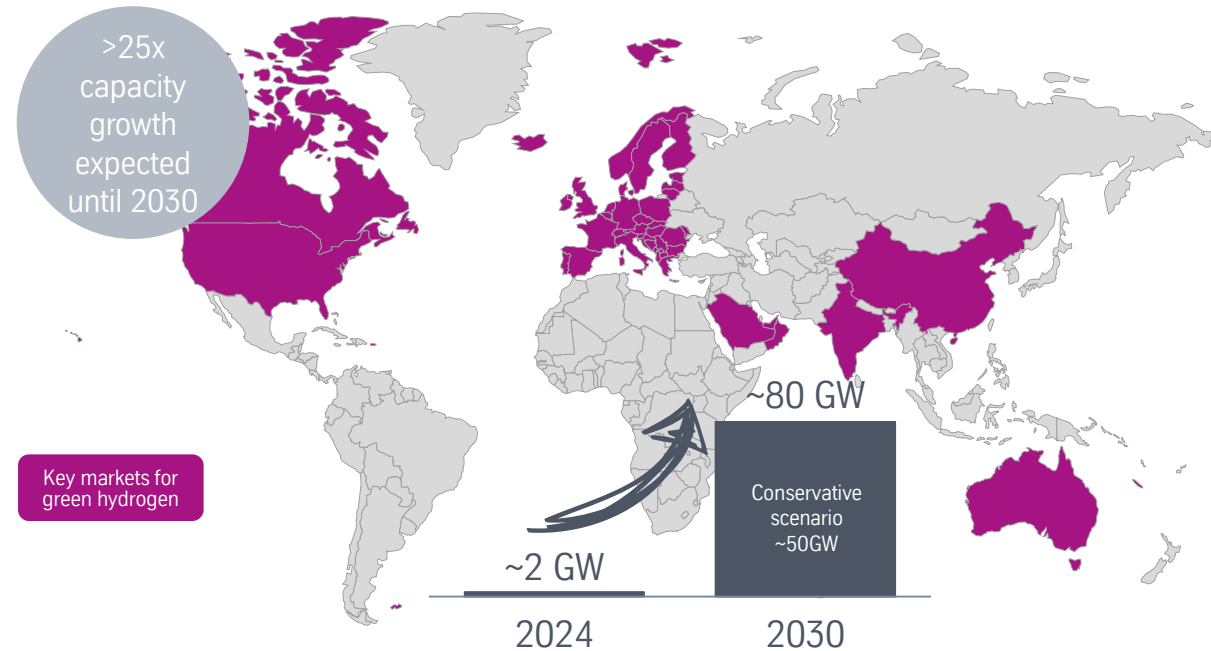 >25x
capacity
growth
expected
until 2030
Key markets for
green hydrogen
~80 GW
Conservative
scenario
~50GW
~2 GW
2024
2030